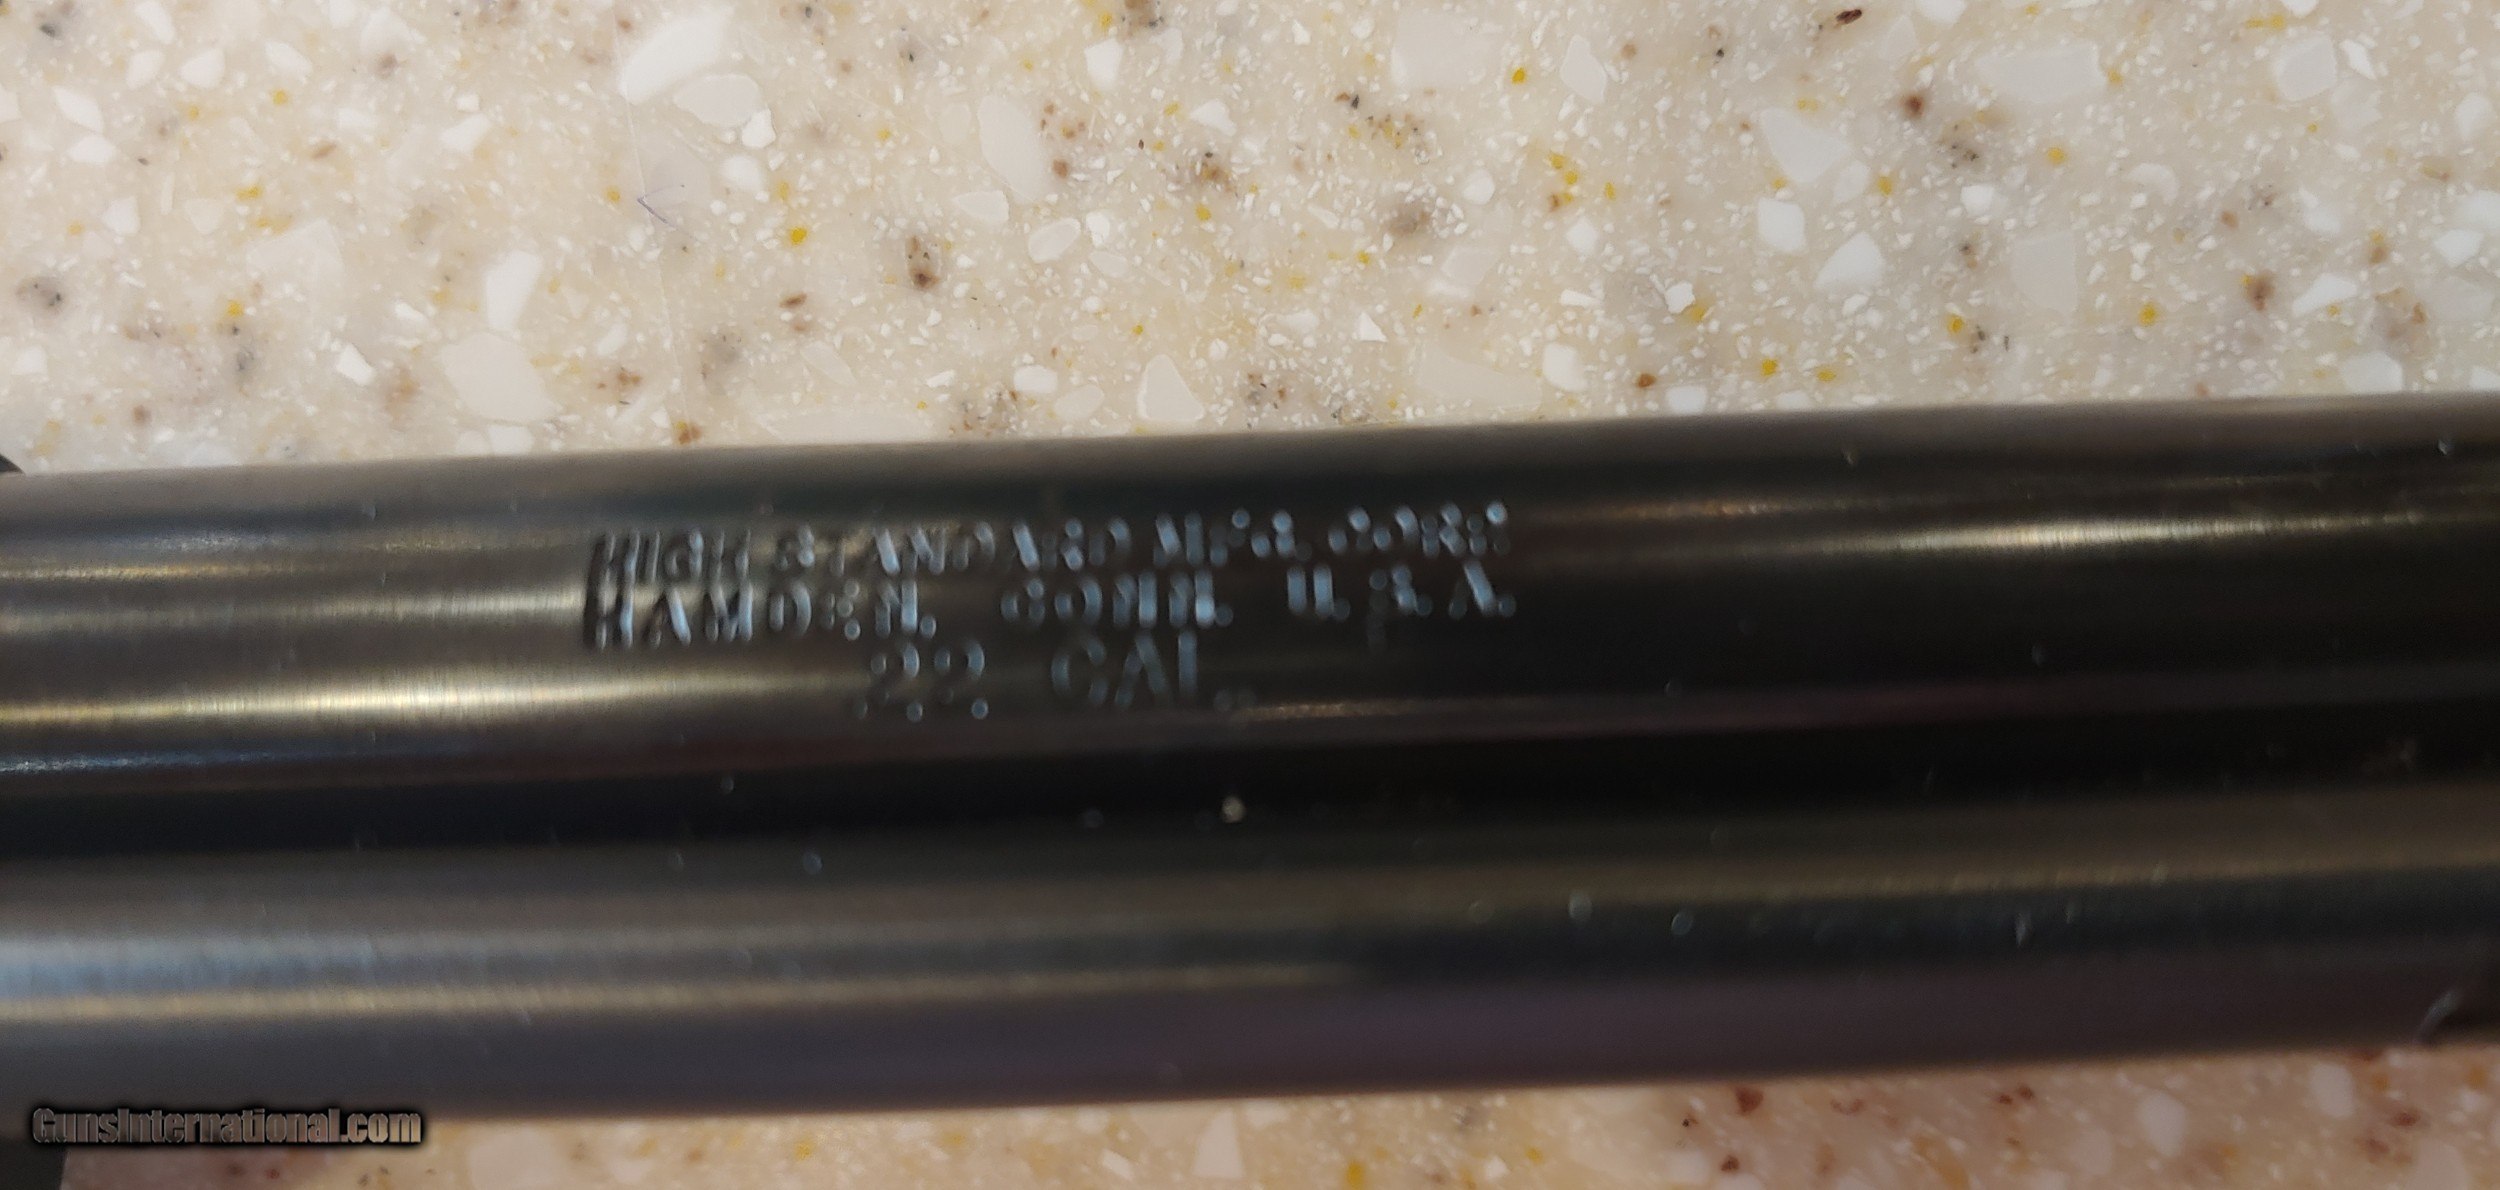 HIGH STANDARD MFG. CORP.
HAMDEN, CONN. U.S.A.
22 CAL.
GunsInternational.com